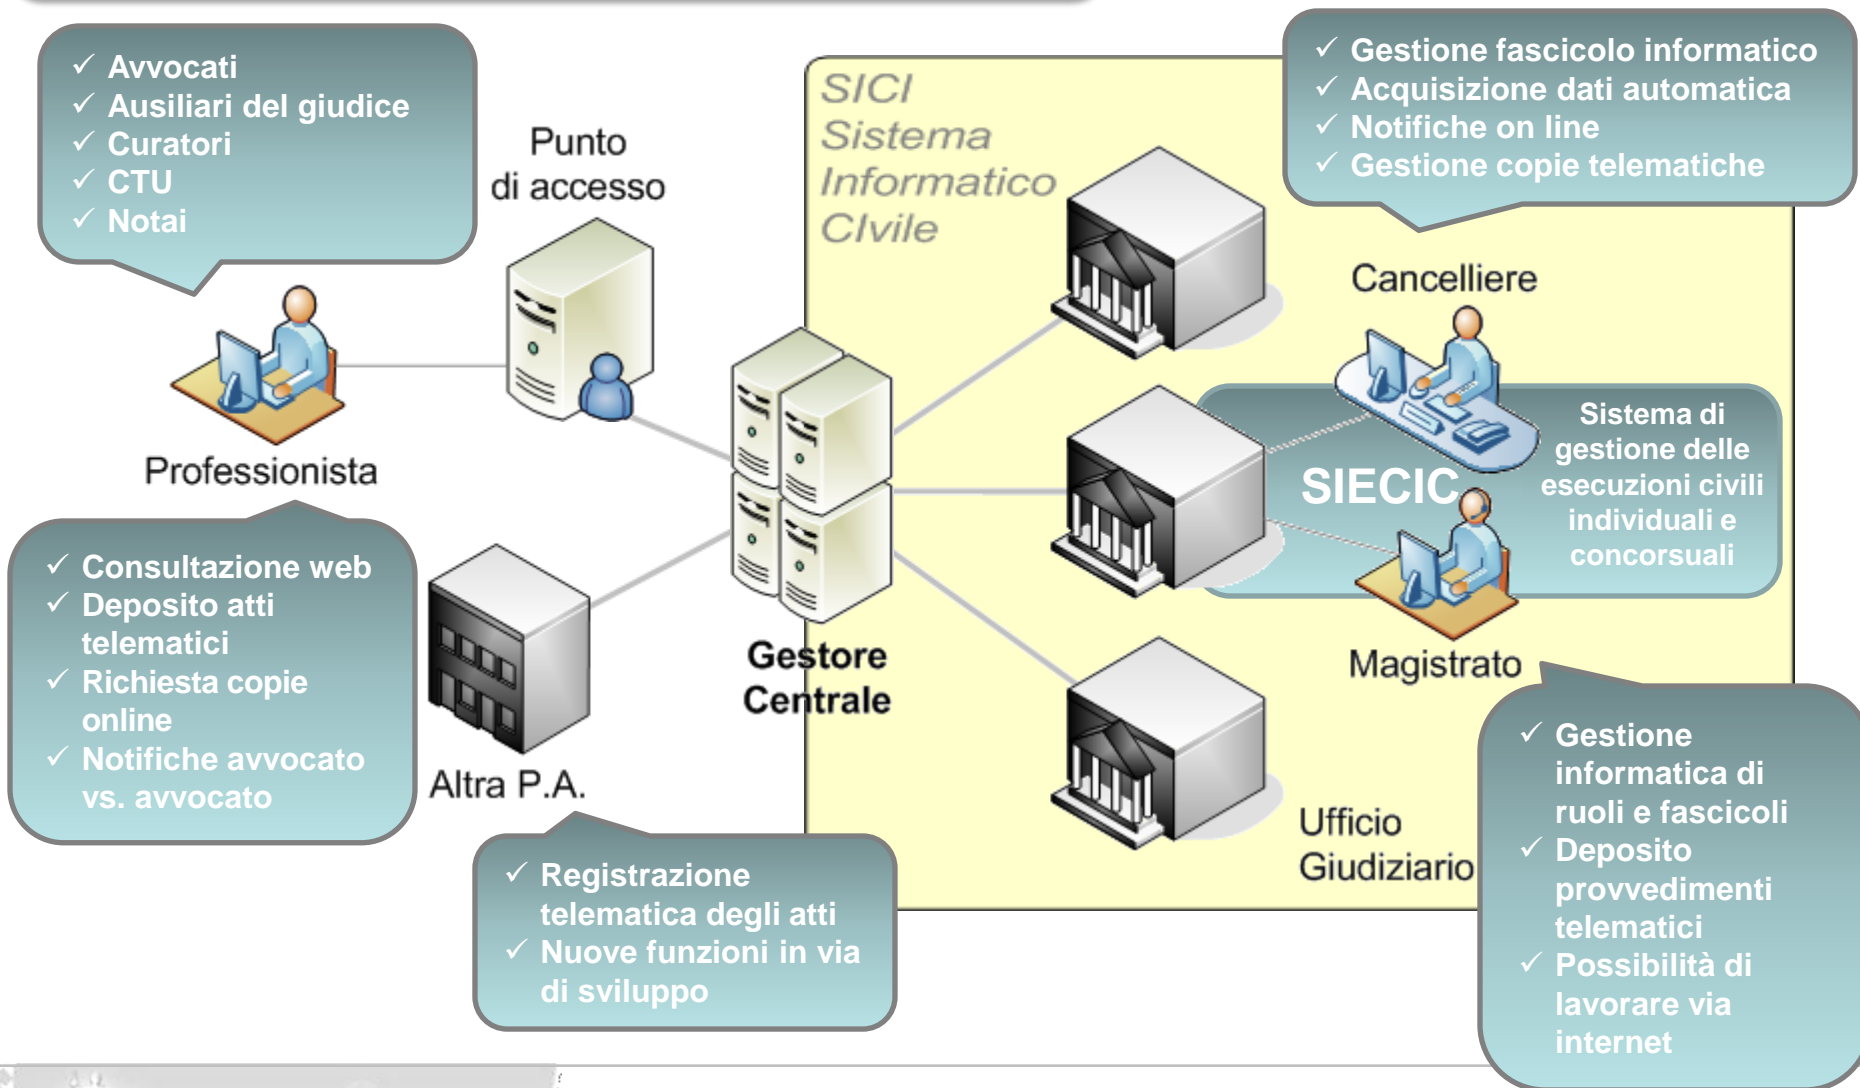 ✓ Avvocati
✓ Ausiliari del giudice
✓ Curatori
✓ CTU
✓ Notai
Punto
di accesso
SICI
Sistema
Informatico
CIvile
✓ Gestione fascicolo informatico
✓ Acquisizione dati automatica
✓ Notifiche on line
✓ Gestione copie telematiche
Cancelliere
Professionista
SIECIC
Sistema di
gestione delle
esecuzioni civili
individuali e
concorsuali
✓ Consultazione web
✓ Deposito atti
telematici
✓ Richiesta copie
online
✓ Notifiche avvocato
vs. avvocato
Gestore
Centrale
Magistrato
Altra P.A.
✓ Registrazione
telematica degli atti
✓ Nuove funzioni in via
di sviluppo
Ufficio
Giudiziario
✓ Gestione
informatica di
ruoli e fascicoli
✓ Deposito
provvedimenti
telematici
✓ Possibilità di
lavorare via
internet